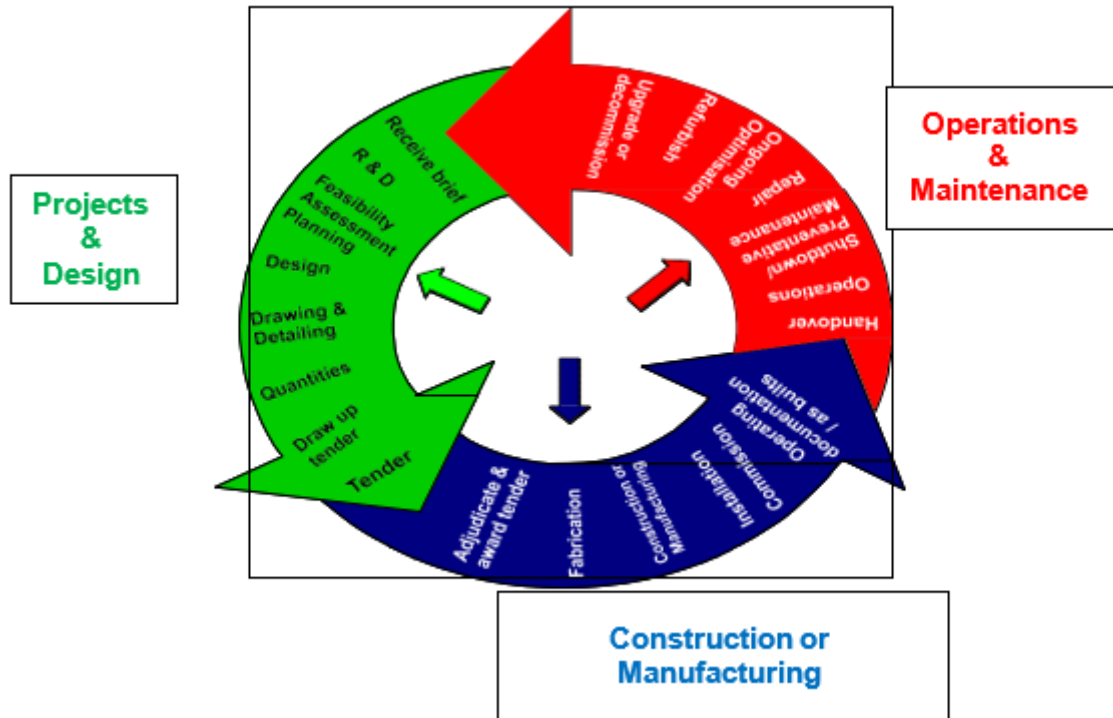 Projects
&
Design
Receive brief
R & D
Feasibility
Assessment
Planning
Design
Drawing &
Detailing
Quantities
Draw up
tender
Tender
Adjudicate &
award tender
Fabrication
Construction or
Manufacturing
Installation
Commission
Operating
documentation
/ as builts
Handover
Operations
Shutdown/
Preventative
Maintenance
Repair
Ongoing
Optimisation
Refurbish
Upgrade or
decommission
Operations
&
Maintenance
Construction or
Manufacturing